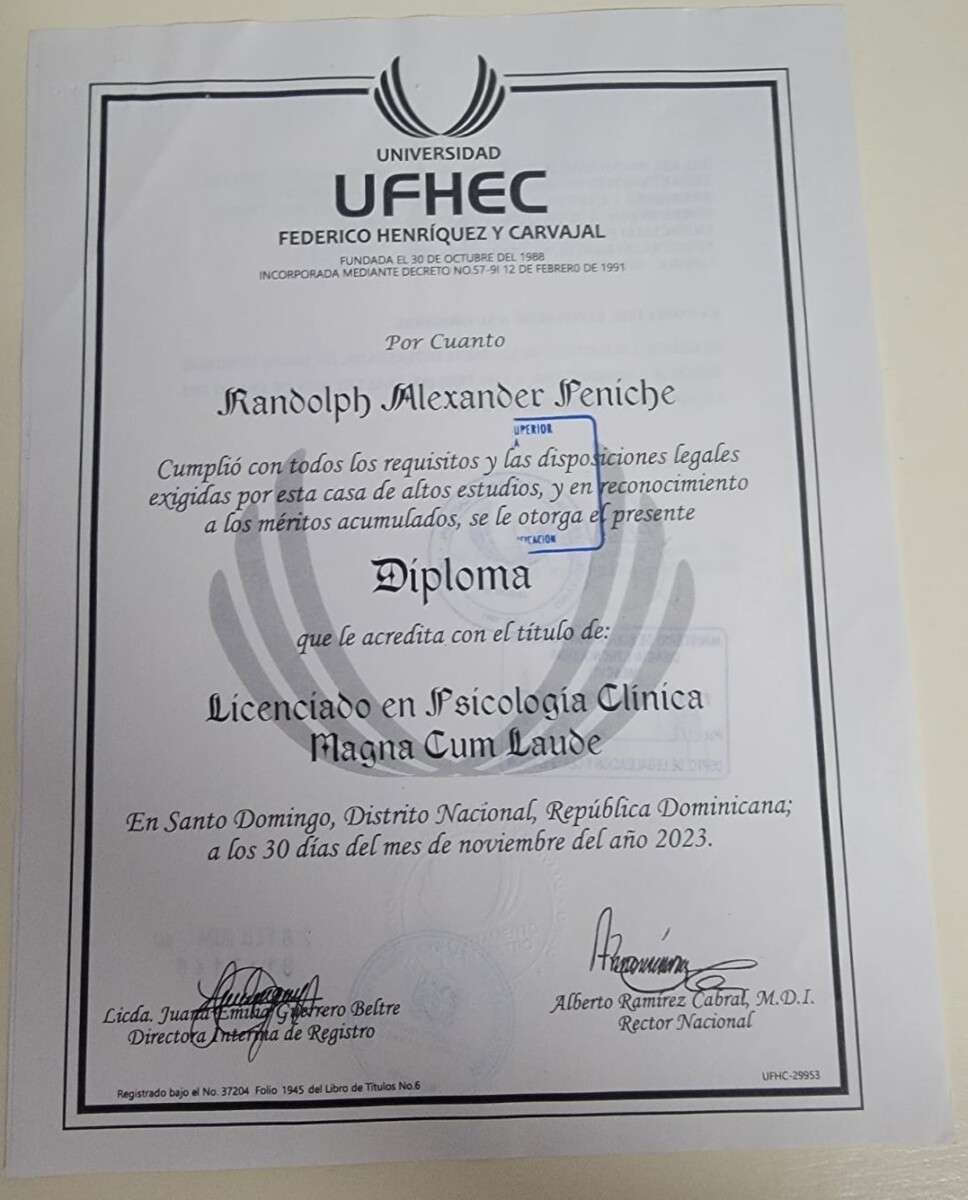 UNIVERSIDAD
UFHEC
FEDERICO HENRÍQUEZ Y CARVAJAL
FUNDADA EL 30 DE OCTUBRE DEL 1988
INCORPORADA MEDIANTE DECRETO NO.57-91 12 DE FEBRERO DE 1991
Por Cuanto
Randolph Alexander Peniche
UPERIOR
A
Cumplió con todos los requisitos y las disposiciones legales
exigidas por esta casa de altos estudios, y en reconocimiento
a los méritos acumulados, se le otorga el presente
Diploma
que le acredita con el título de:
Licenciado en Psicología Clínica
Magna Cum Laude
En Santo Domingo, Distrito Nacional, República Dominicana;
a los 30 días del mes de noviembre del año 2023.
Licda. Juana Emilia Guerrero Beltre
Directora Interina de Registro
Alberto Ramírez Cabral, M.D.I.
Rector Nacional
Registrado bajo el No. 37204 Folio 1945 del Libro de Títulos No.6
UFHC-29953